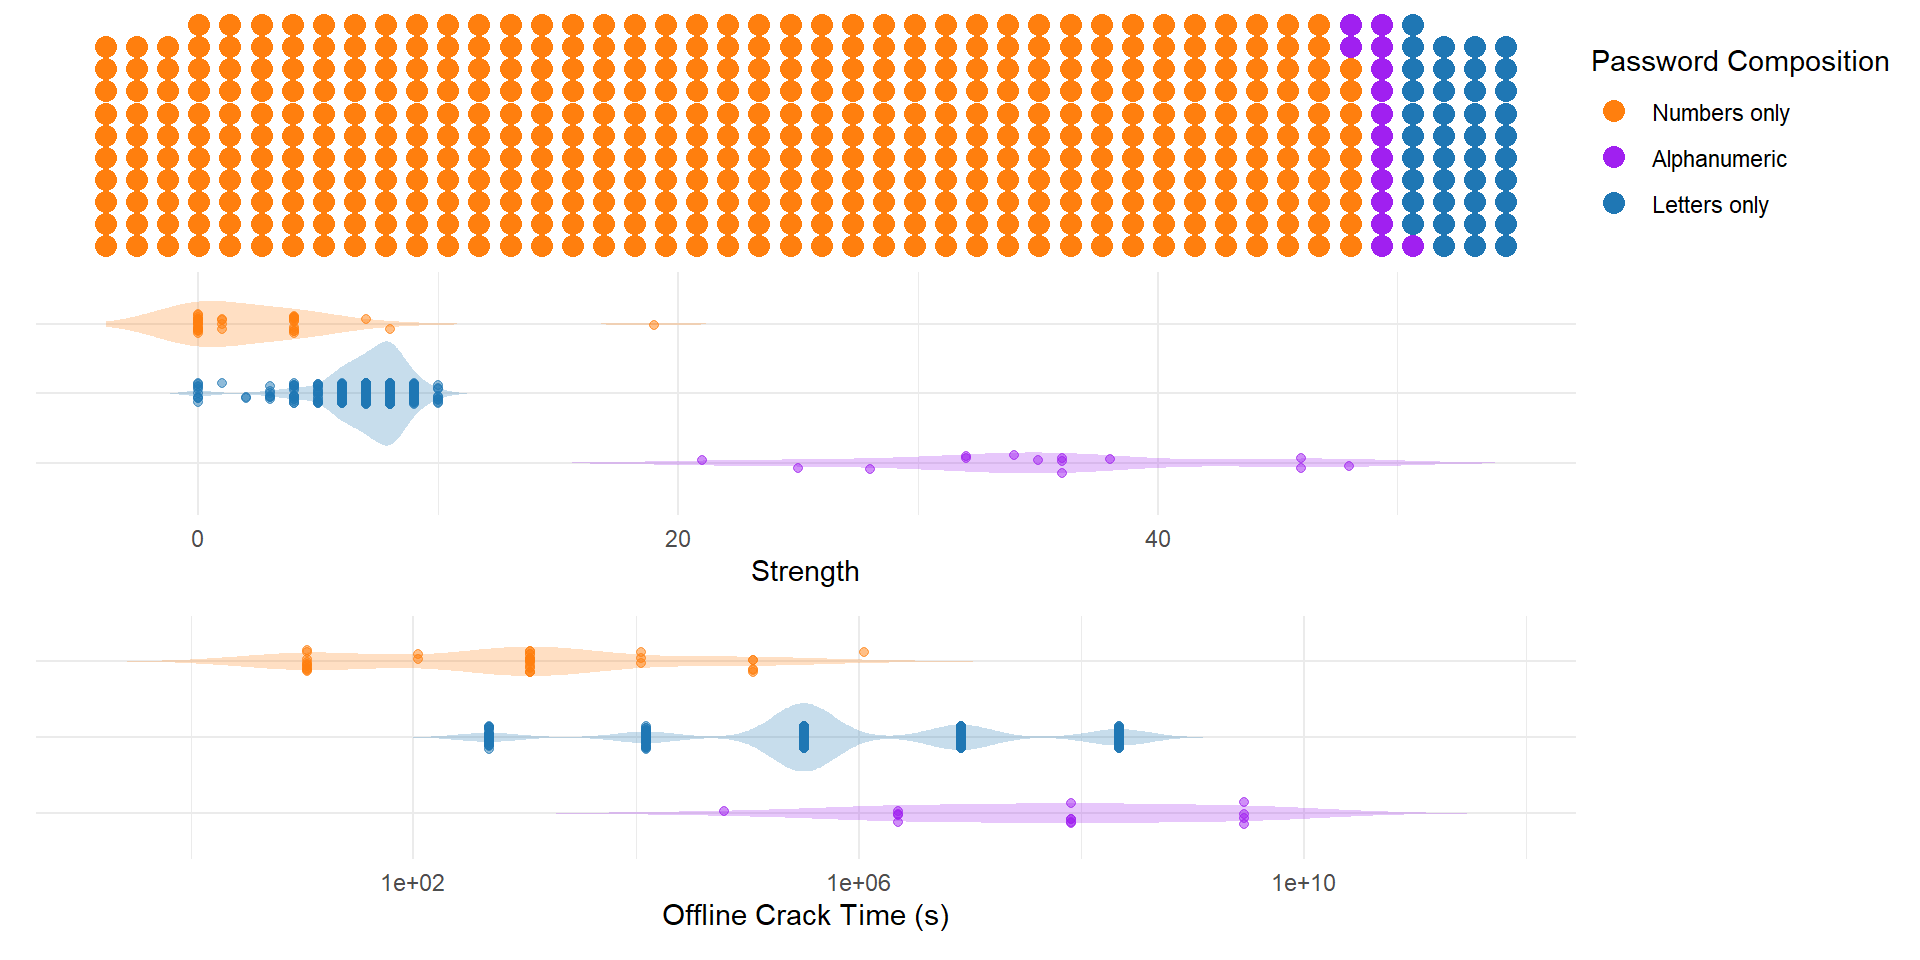 Password Composition
Numbers only
Alphanumeric
Letters only
0 20 40
Strength
1e+02 1e+06 1e+10
Offline Crack Time (s)